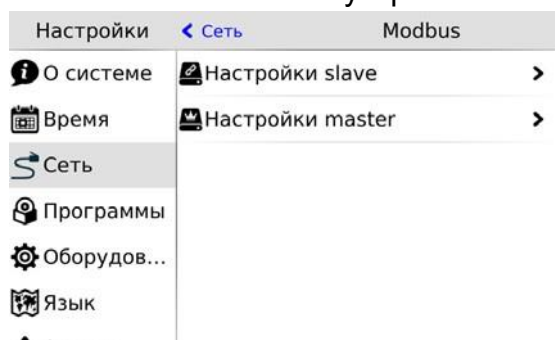 Настройки
Сеть
Modbus
О системе
Настройки slave
Время
Настройки master
Сеть
Программы
Оборудов...
Язык